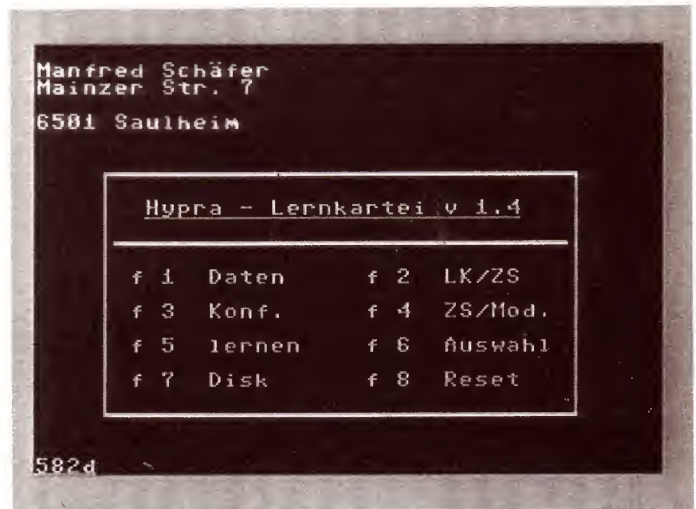 Manfred Schäfer
Mainzer Str. 7
6501 Saulheim
Hypra - Lernkartei v 1.4
f 1 Daten f 2 LK/ZS
f 3 Konf. f 4 ZS/Mod.
f 5 lernen f 6 Auswahl
f 7 Disk f 8 Reset
582d